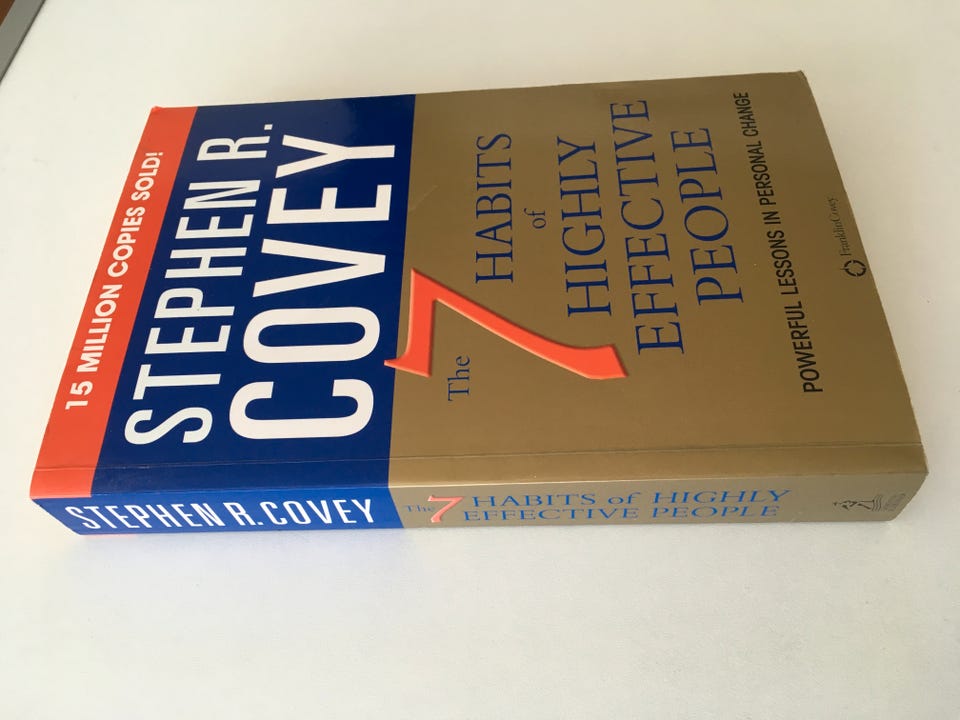 15 MILLION COPIES SOLD!
STEPHEN R.
COVEY
The 7 HABITS
of
HIGHLY
EFFECTIVE
PEOPLE
POWERFUL LESSONS IN PERSONAL CHANGE
FranklinCovey
STEPHEN R. COVEY
The 7 HABITS of HIGHLY
EFFECTIVE PEOPLE